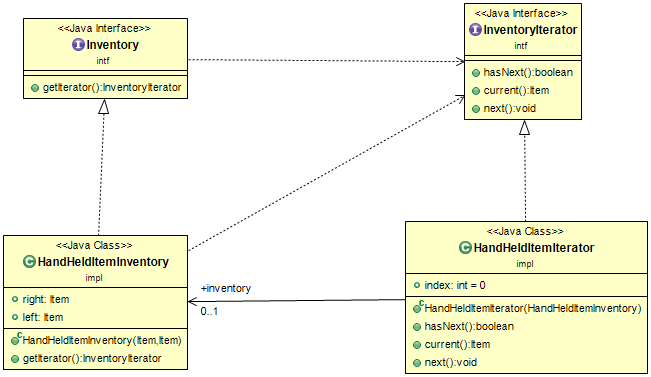 <<Java Interface>>
Inventory
intf
getIterator():InventoryIterator
<<Java Interface>>
InventoryIterator
intf
hasNext():boolean
current():Item
next():void
<<Java Class>>
HandHeldItemInventory
impl
right: Item
left: Item
HandHeldItemInventory(Item,Item)
getIterator():InventoryIterator
+inventory
0..1
<<Java Class>>
HandHeldItemIterator
impl
index: int = 0
HandHeldItemIterator(HandHeldItemInventory)
hasNext():boolean
current():Item
next():void